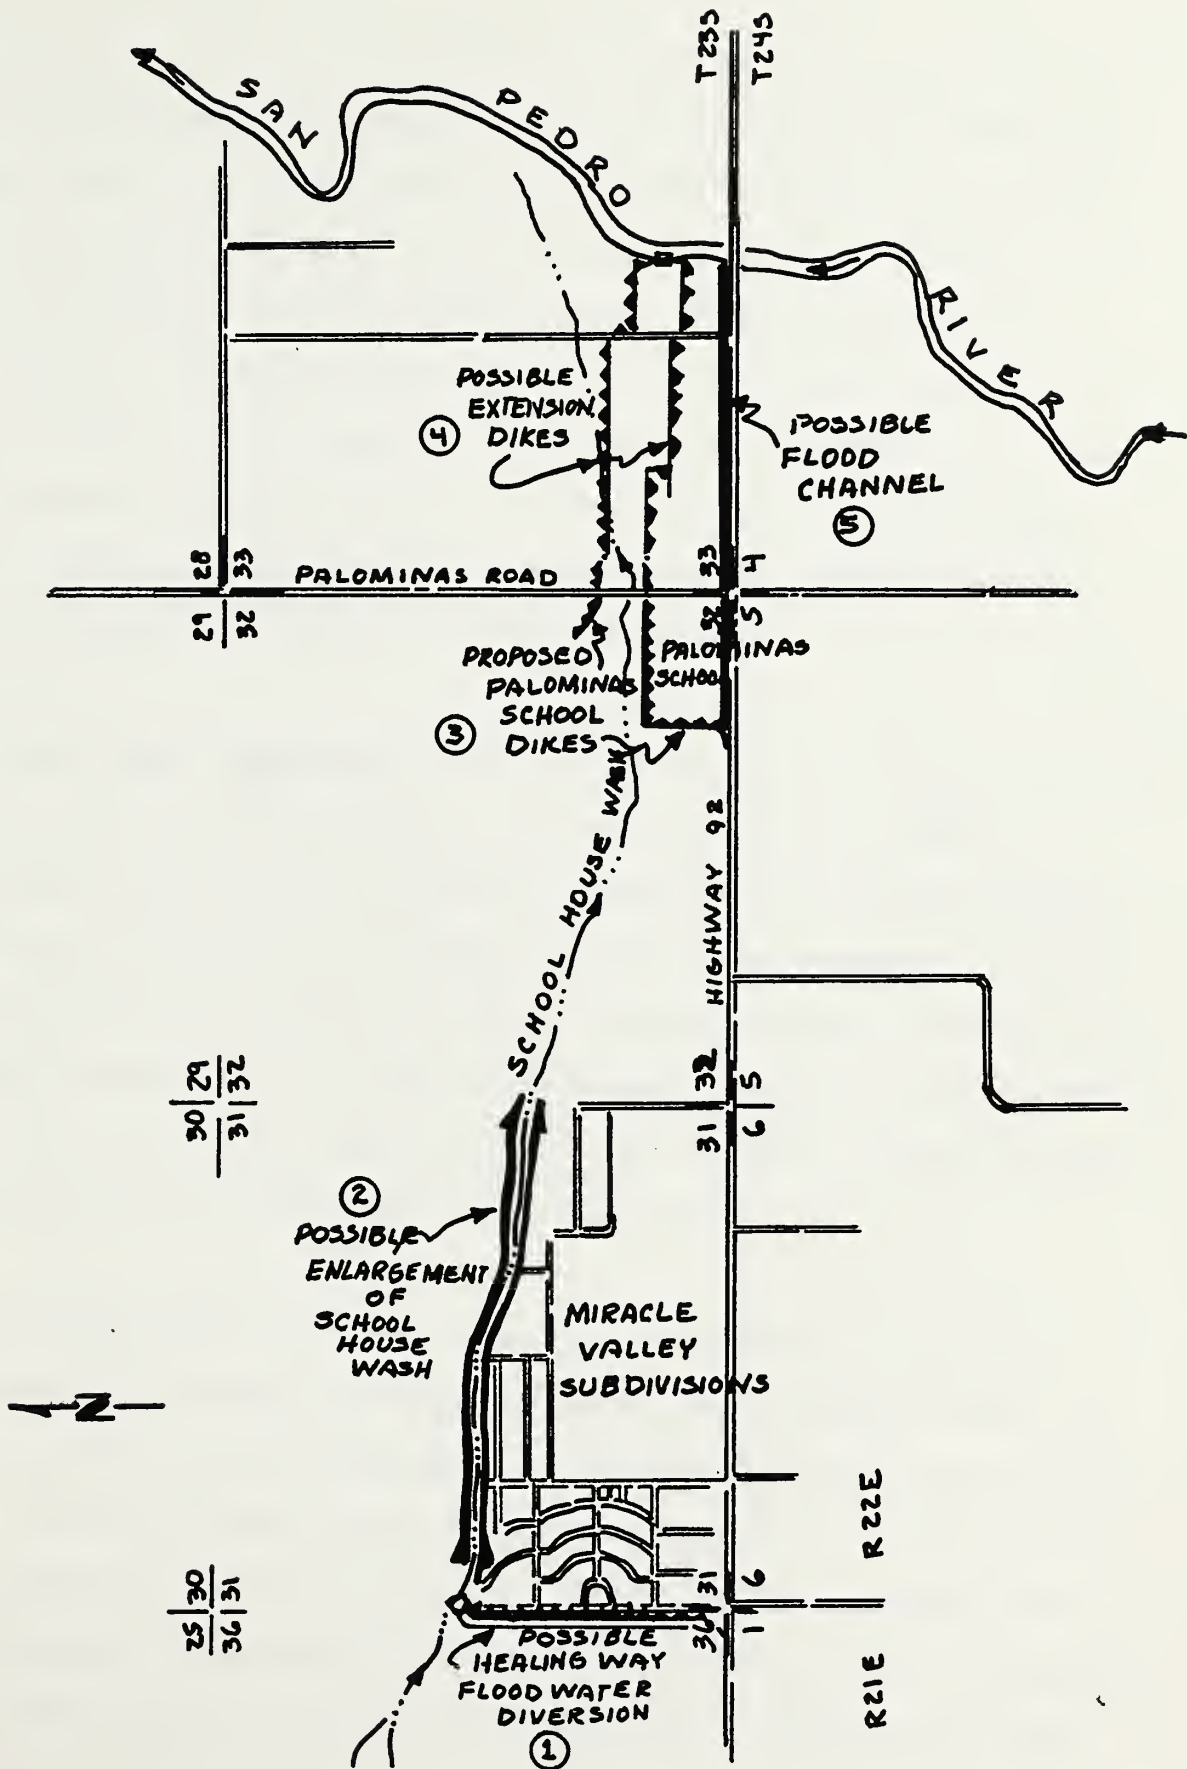 SAN PEDRO RIVER
T23S
T24S
POSSIBLE
EXTENSION
DIKES
4
POSSIBLE
FLOOD
CHANNEL
5
28 33
29 32
PALOMINAS ROAD
33 4
32 5
PROPOSED
PALOMINAS
SCHOOL
DIKES
3
PALOMINAS
SCHOOL
SCHOOL HOUSE WASH
HIGHWAY 92
30 29
31 32
32 5
31 6
2
POSSIBLE
ENLARGEMENT
OF
SCHOOL
HOUSE
WASH
MIRACLE
VALLEY
SUBDIVISIONS
N
R22E
R21E
25 30
36 31
31 6
36 1
POSSIBLE
HEALING WAY
FLOOD WATER
DIVERSION
1